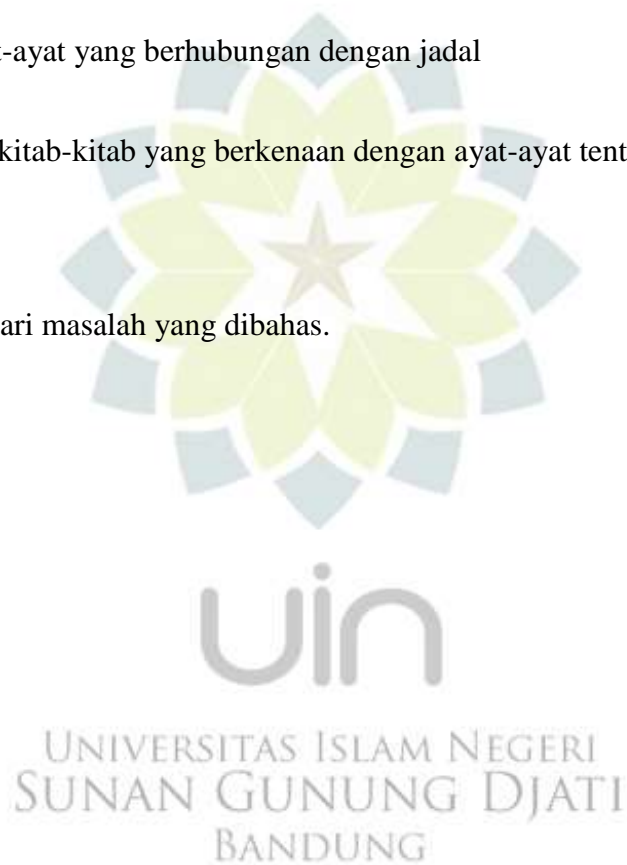 -ayat yang berhubungan dengan jadal
kitab-kitab yang berkenaan dengan ayat-ayat tent
ari masalah yang dibahas.
uin
UNIVERSITAS ISLAM NEGERI
SUNAN GUNUNG DJATI
BANDUNG